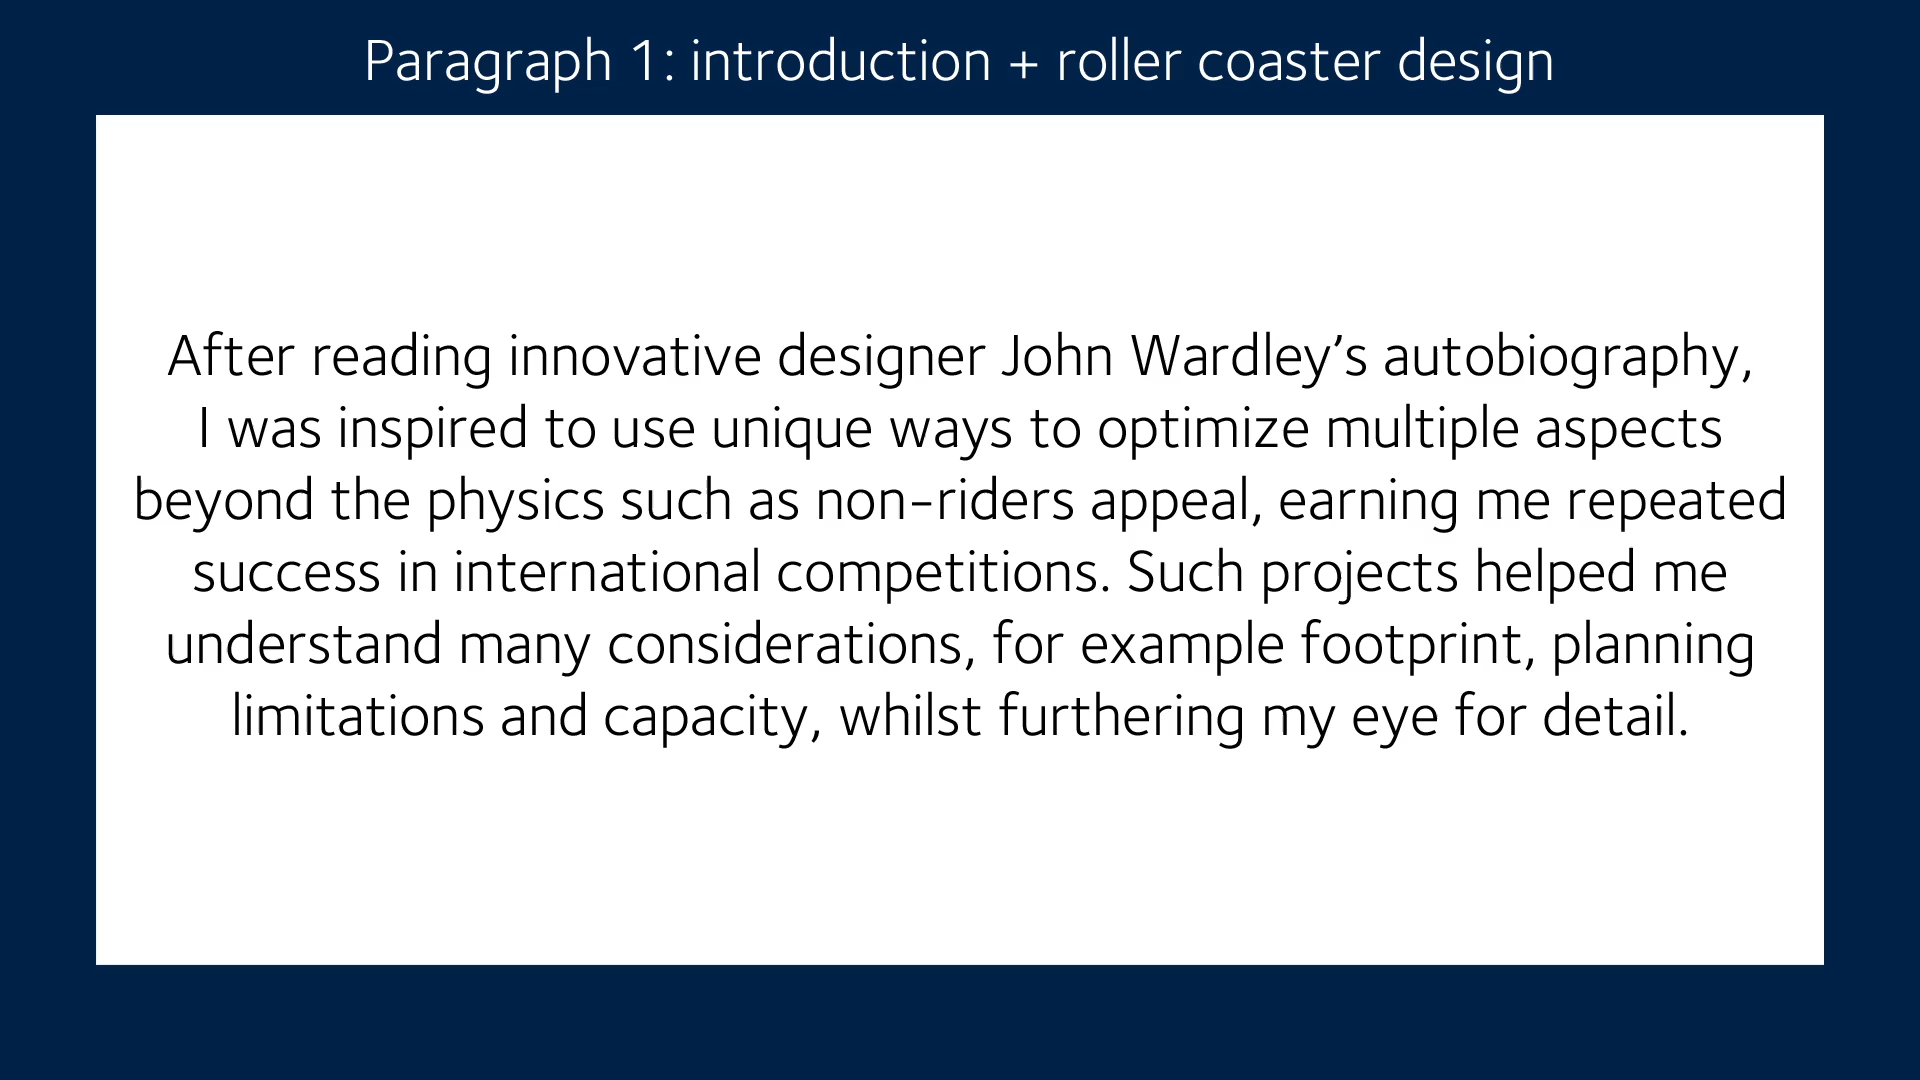 Paragraph 1: introduction + roller coaster design
After reading innovative designer John Wardley’s autobiography,
I was inspired to use unique ways to optimize multiple aspects
beyond the physics such as non-riders appeal, earning me repeated
success in international competitions. Such projects helped me
understand many considerations, for example footprint, planning
limitations and capacity, whilst furthering my eye for detail.